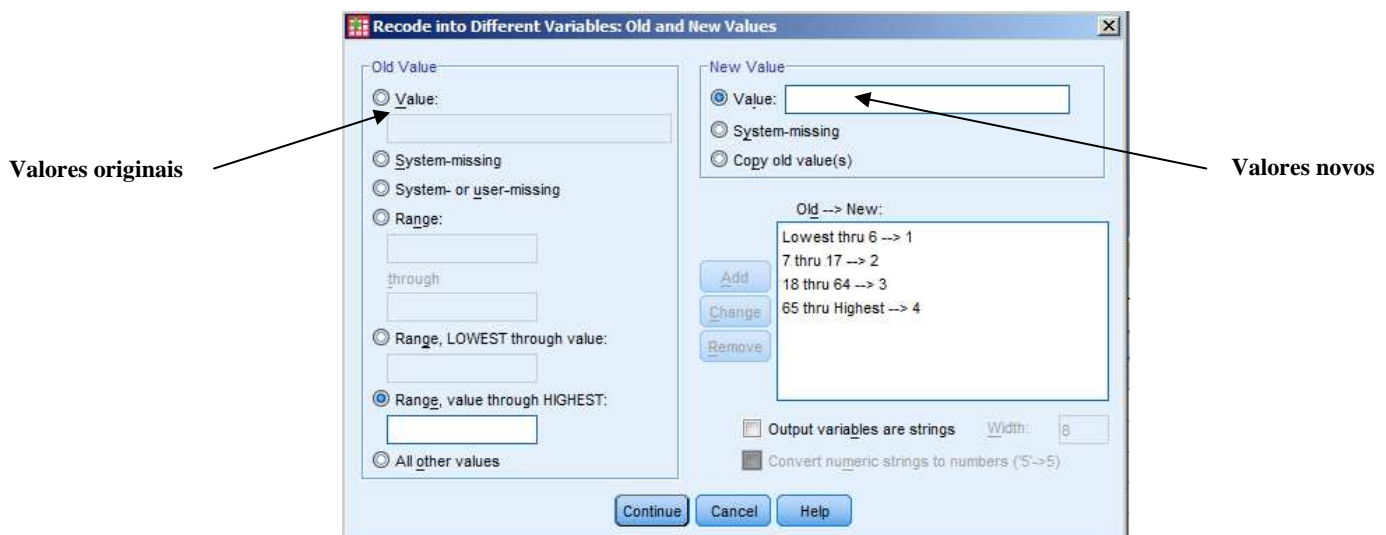 Recode into Different Variables: Old and New Values
Valores originais
Old Value
Value:
System-missing
System- or user-missing
Range:
through
Range, LOWEST through value:
Range, value through HIGHEST:
All other values
New Value
Value:
System-missing
Copy old value(s)
Valores novos
Old --> New:
Lowest thru 6 --> 1
7 thru 17 --> 2
18 thru 64 --> 3
65 thru Highest --> 4
Add
Change
Remove
Output variables are strings Width: 8
Convert numeric strings to numbers ('5'->5)
Continue Cancel Help